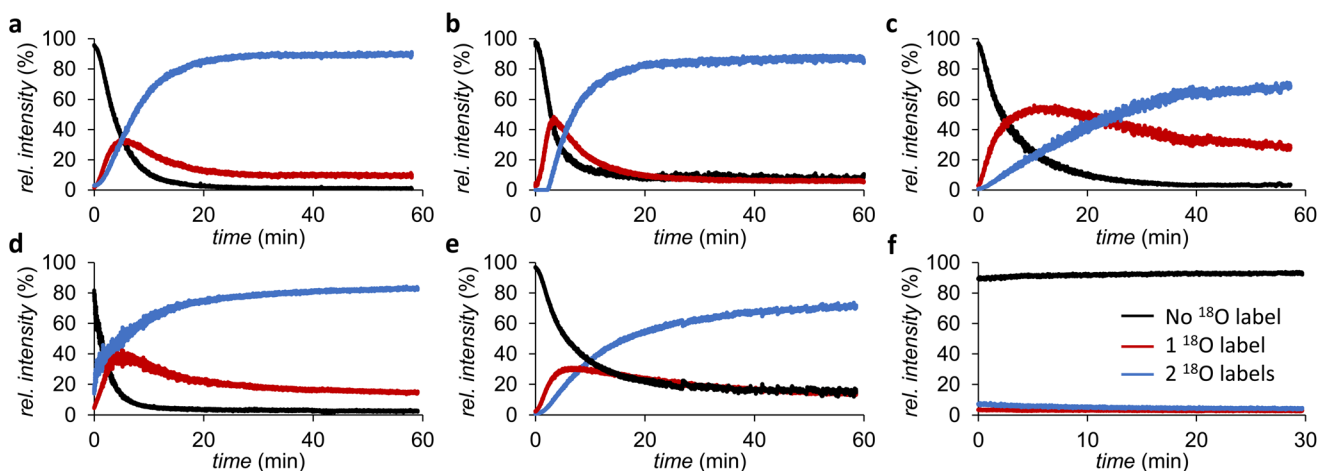 a
rel. intensity (%)
100
80
60
40
20
0
0 20 40 60
time (min)
b
rel. intensity (%)
100
80
60
40
20
0
0 20 40 60
time (min)
c
rel. intensity (%)
100
80
60
40
20
0
0 20 40 60
time (min)
d
rel. intensity (%)
100
80
60
40
20
0
0 20 40 60
time (min)
e
rel. intensity (%)
100
80
60
40
20
0
0 20 40 60
time (min)
f
rel. intensity (%)
100
80
60
40
20
0
0 10 20 30
time (min)
No ¹⁸O label
1 ¹⁸O label
2 ¹⁸O labels